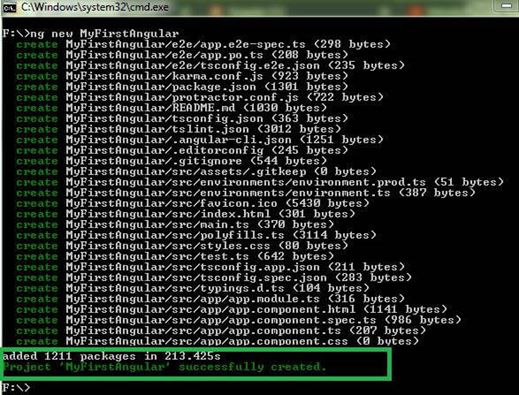 C:\Windows\system32\cmd.exe
F:\>ng new MyFirstAngular
create MyFirstAngular/e2e/app.e2e-spec.ts (298 bytes)
create MyFirstAngular/e2e/app.po.ts (208 bytes)
create MyFirstAngular/e2e/tsconfig.e2e.json (235 bytes)
create MyFirstAngular/karma.conf.js (923 bytes)
create MyFirstAngular/package.json (1301 bytes)
create MyFirstAngular/protractor.conf.js (722 bytes)
create MyFirstAngular/README.md (1030 bytes)
create MyFirstAngular/tsconfig.json (363 bytes)
create MyFirstAngular/tslint.json (3012 bytes)
create MyFirstAngular/.angular-cli.json (1251 bytes)
create MyFirstAngular/.editorconfig (245 bytes)
create MyFirstAngular/.gitignore (544 bytes)
create MyFirstAngular/src/assets/.gitkeep (0 bytes)
create MyFirstAngular/src/environments/environment.prod.ts (51 bytes)
create MyFirstAngular/src/environments/environment.ts (387 bytes)
create MyFirstAngular/src/favicon.ico (5430 bytes)
create MyFirstAngular/src/index.html (301 bytes)
create MyFirstAngular/src/main.ts (370 bytes)
create MyFirstAngular/src/polyfills.ts (3114 bytes)
create MyFirstAngular/src/styles.css (80 bytes)
create MyFirstAngular/src/test.ts (642 bytes)
create MyFirstAngular/src/tsconfig.app.json (211 bytes)
create MyFirstAngular/src/tsconfig.spec.json (283 bytes)
create MyFirstAngular/src/typings.d.ts (104 bytes)
create MyFirstAngular/src/app/app.module.ts (316 bytes)
create MyFirstAngular/src/app/app.component.html (1141 bytes)
create MyFirstAngular/src/app/app.component.spec.ts (986 bytes)
create MyFirstAngular/src/app/app.component.ts (207 bytes)
create MyFirstAngular/src/app/app.component.css (0 bytes)
added 1211 packages in 213.425s
Project 'MyFirstAngular' successfully created.
F:\>